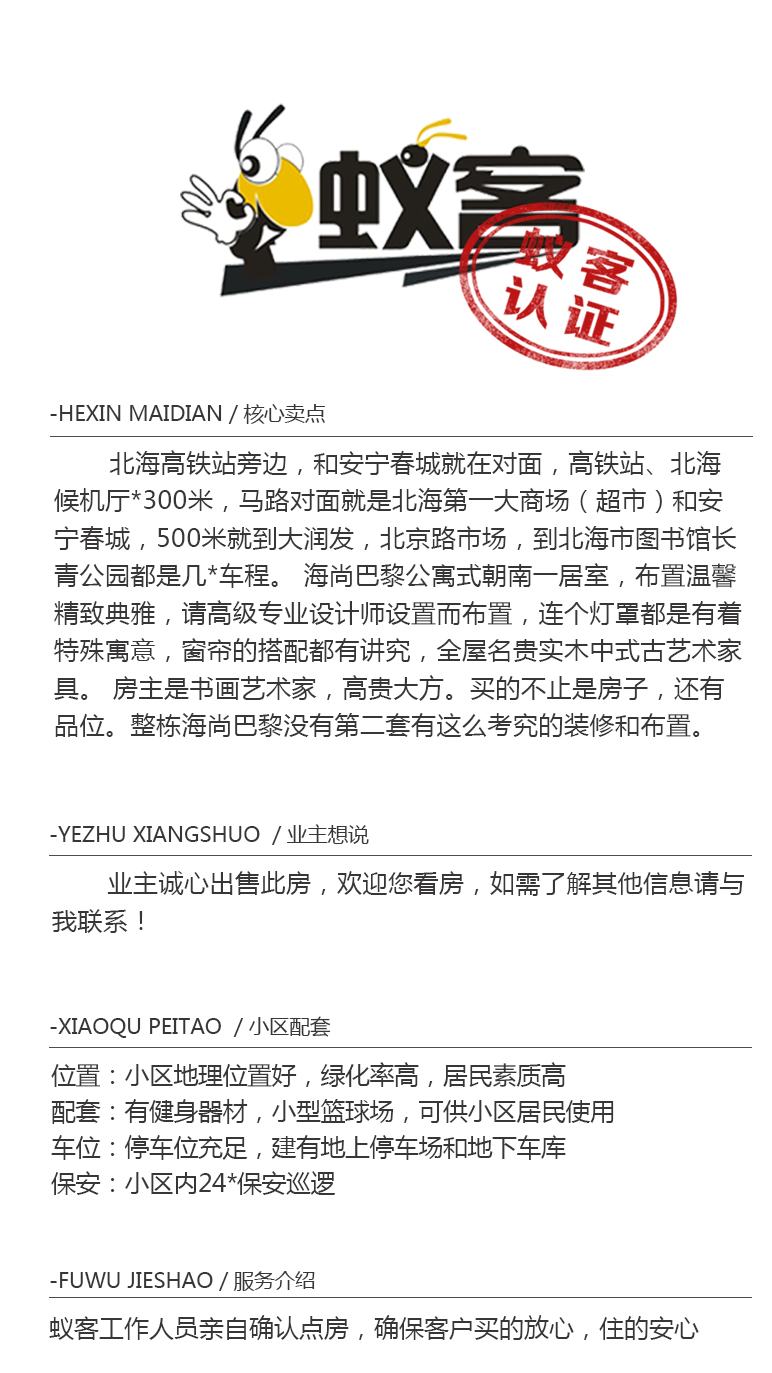 蚁客
蚁客
认证
-HEXIN MAIDIAN / 核心卖点
北海高铁站旁边，和安宁春城就在对面，高铁站、北海
候机厅*300米，马路对面就是北海第一大商场（超市）和安
宁春城，500米就到大润发，北京路市场，到北海市图书馆长
青公园都是几*车程。 海尚巴黎公寓式朝南一居室，布置温馨
精致典雅，请高级专业设计师设置而布置，连个灯罩都是有着
特殊寓意，窗帘的搭配都有讲究，全屋名贵实木中式古艺术家
具。 房主是书画艺术家，高贵大方。买的不止是房子，还有
品位。整栋海尚巴黎没有第二套有这么考究的装修和布置。
-YEZHU XIANGSHUO / 业主想说
业主诚心出售此房，欢迎您看房，如需了解其他信息请与
我联系！
-XIAOQU PEITAO / 小区配套
位置：小区地理位置好，绿化率高，居民素质高
配套：有健身器材，小型篮球场，可供小区居民使用
车位：停车位充足，建有地上停车场和地下车库
保安：小区内24*保安巡逻
-FUWU JIESHAO / 服务介绍
蚁客工作人员亲自确认点房，确保客户买的放心，住的安心